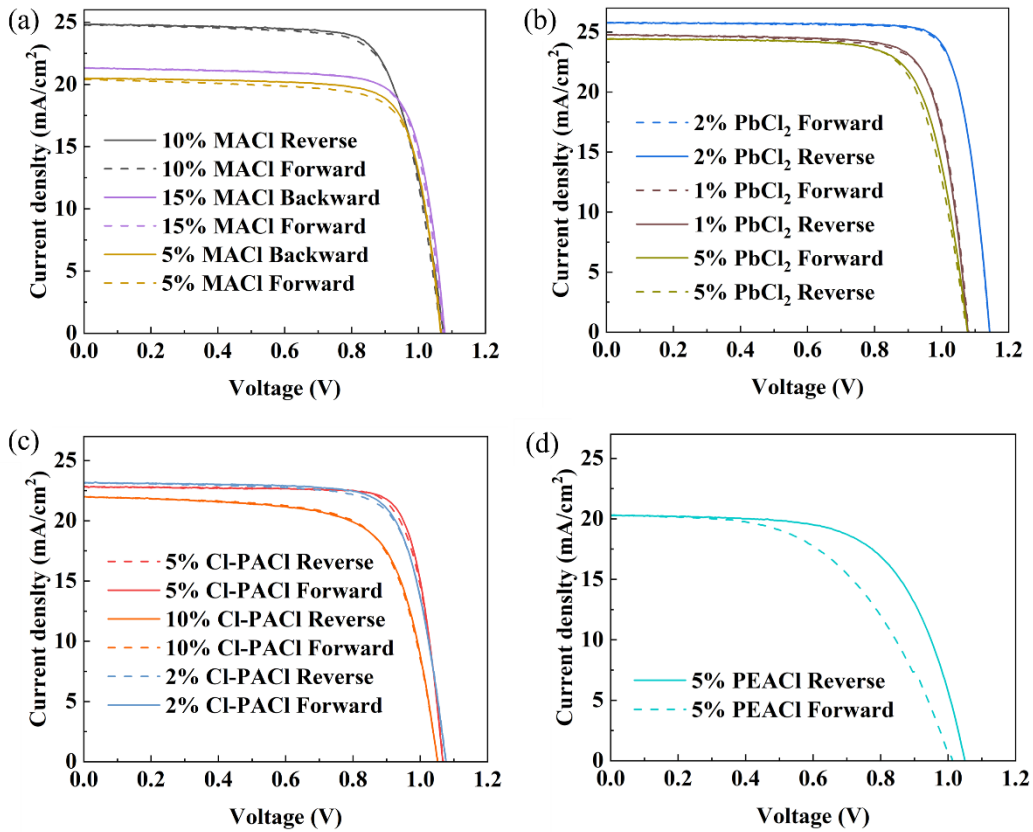 (a)
25
20
15
10
5
0
Current density (mA/cm²)
10% MACl Reverse
10% MACl Forward
15% MACl Backward
15% MACl Forward
5% MACl Backward
5% MACl Forward
0.0 0.2 0.4 0.6 0.8 1.0 1.2
Voltage (V)
(b)
25
20
15
10
5
0
Current density (mA/cm²)
2% PbCl₂ Forward
2% PbCl₂ Reverse
1% PbCl₂ Forward
1% PbCl₂ Reverse
5% PbCl₂ Forward
5% PbCl₂ Reverse
0.0 0.2 0.4 0.6 0.8 1.0 1.2
Voltage (V)
(c)
25
20
15
10
5
0
Current density (mA/cm²)
5% Cl-PACl Reverse
5% Cl-PACl Forward
10% Cl-PACl Reverse
10% Cl-PACl Forward
2% Cl-PACl Reverse
2% Cl-PACl Forward
0.0 0.2 0.4 0.6 0.8 1.0 1.2
Voltage (V)
(d)
25
20
15
10
5
0
Current density (mA/cm²)
5% PEACl Reverse
5% PEACl Forward
0.0 0.2 0.4 0.6 0.8 1.0 1.2
Voltage (V)